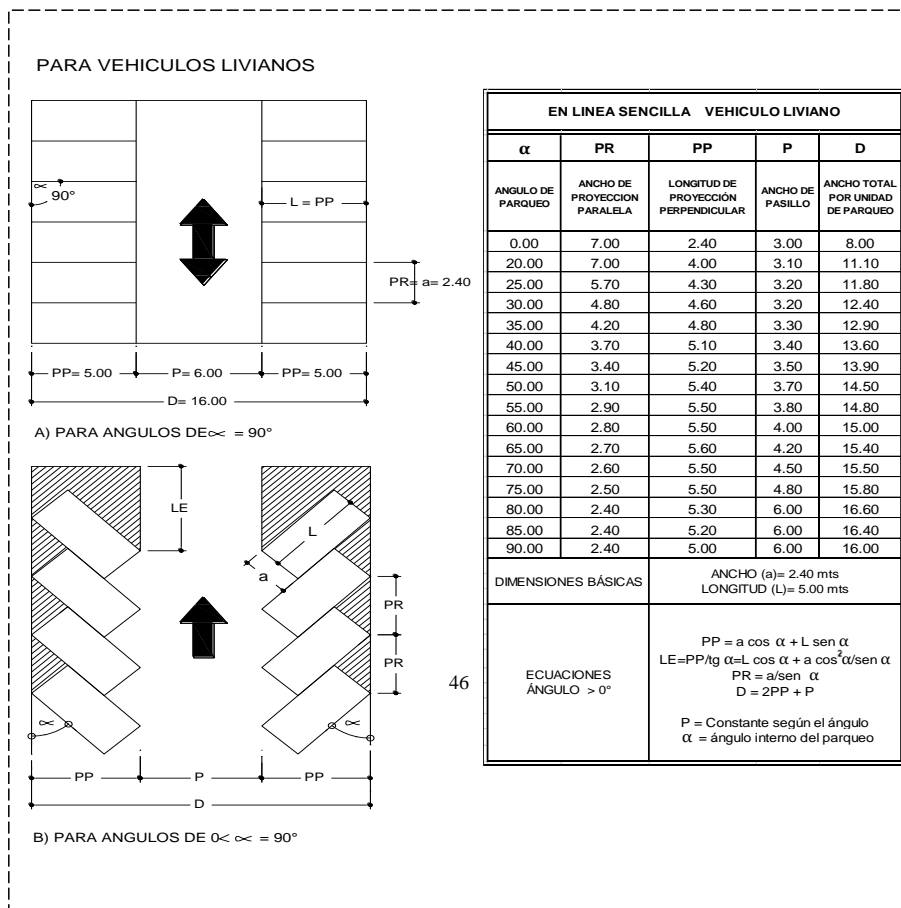 PARA VEHICULOS LIVIANOS
∝
90°
L = PP
PR= a= 2.40
PP= 5.00 P= 6.00 PP= 5.00
D= 16.00
A) PARA ANGULOS DE ∝ = 90°
LE
L
a
PR
PR
∝ ∝
PP P PP
D
B) PARA ANGULOS DE 0< ∝ = 90°
46
EN LINEA SENCILLA VEHICULO LIVIANO
α PR PP P D
ANGULO DE PARQUEO
ANCHO DE PROYECCION PARALELA
LONGITUD DE PROYECCIÓN PERPENDICULAR
ANCHO DE PASILLO
ANCHO TOTAL POR UNIDAD DE PARQUEO
0.00 7.00 2.40 3.00 8.00
20.00 7.00 4.00 3.10 11.10
25.00 5.70 4.30 3.20 11.80
30.00 4.80 4.60 3.20 12.40
35.00 4.20 4.80 3.30 12.90
40.00 3.70 5.10 3.40 13.60
45.00 3.40 5.20 3.50 13.90
50.00 3.10 5.40 3.70 14.50
55.00 2.90 5.50 3.80 14.80
60.00 2.80 5.50 4.00 15.00
65.00 2.70 5.60 4.20 15.40
70.00 2.60 5.50 4.50 15.50
75.00 2.50 5.50 4.80 15.80
80.00 2.40 5.30 6.00 16.60
85.00 2.40 5.20 6.00 16.40
90.00 2.40 5.00 6.00 16.00
DIMENSIONES BÁSICAS
ANCHO (a)= 2.40 mts
LONGITUD (L)= 5.00 mts
ECUACIONES
ÁNGULO > 0°
PP = a cos α + L sen α
LE=PP/tg α=L cos α + a cos²α/sen α
PR = a/sen α
D = 2PP + P
P = Constante según el ángulo
α = ángulo interno del parqueo